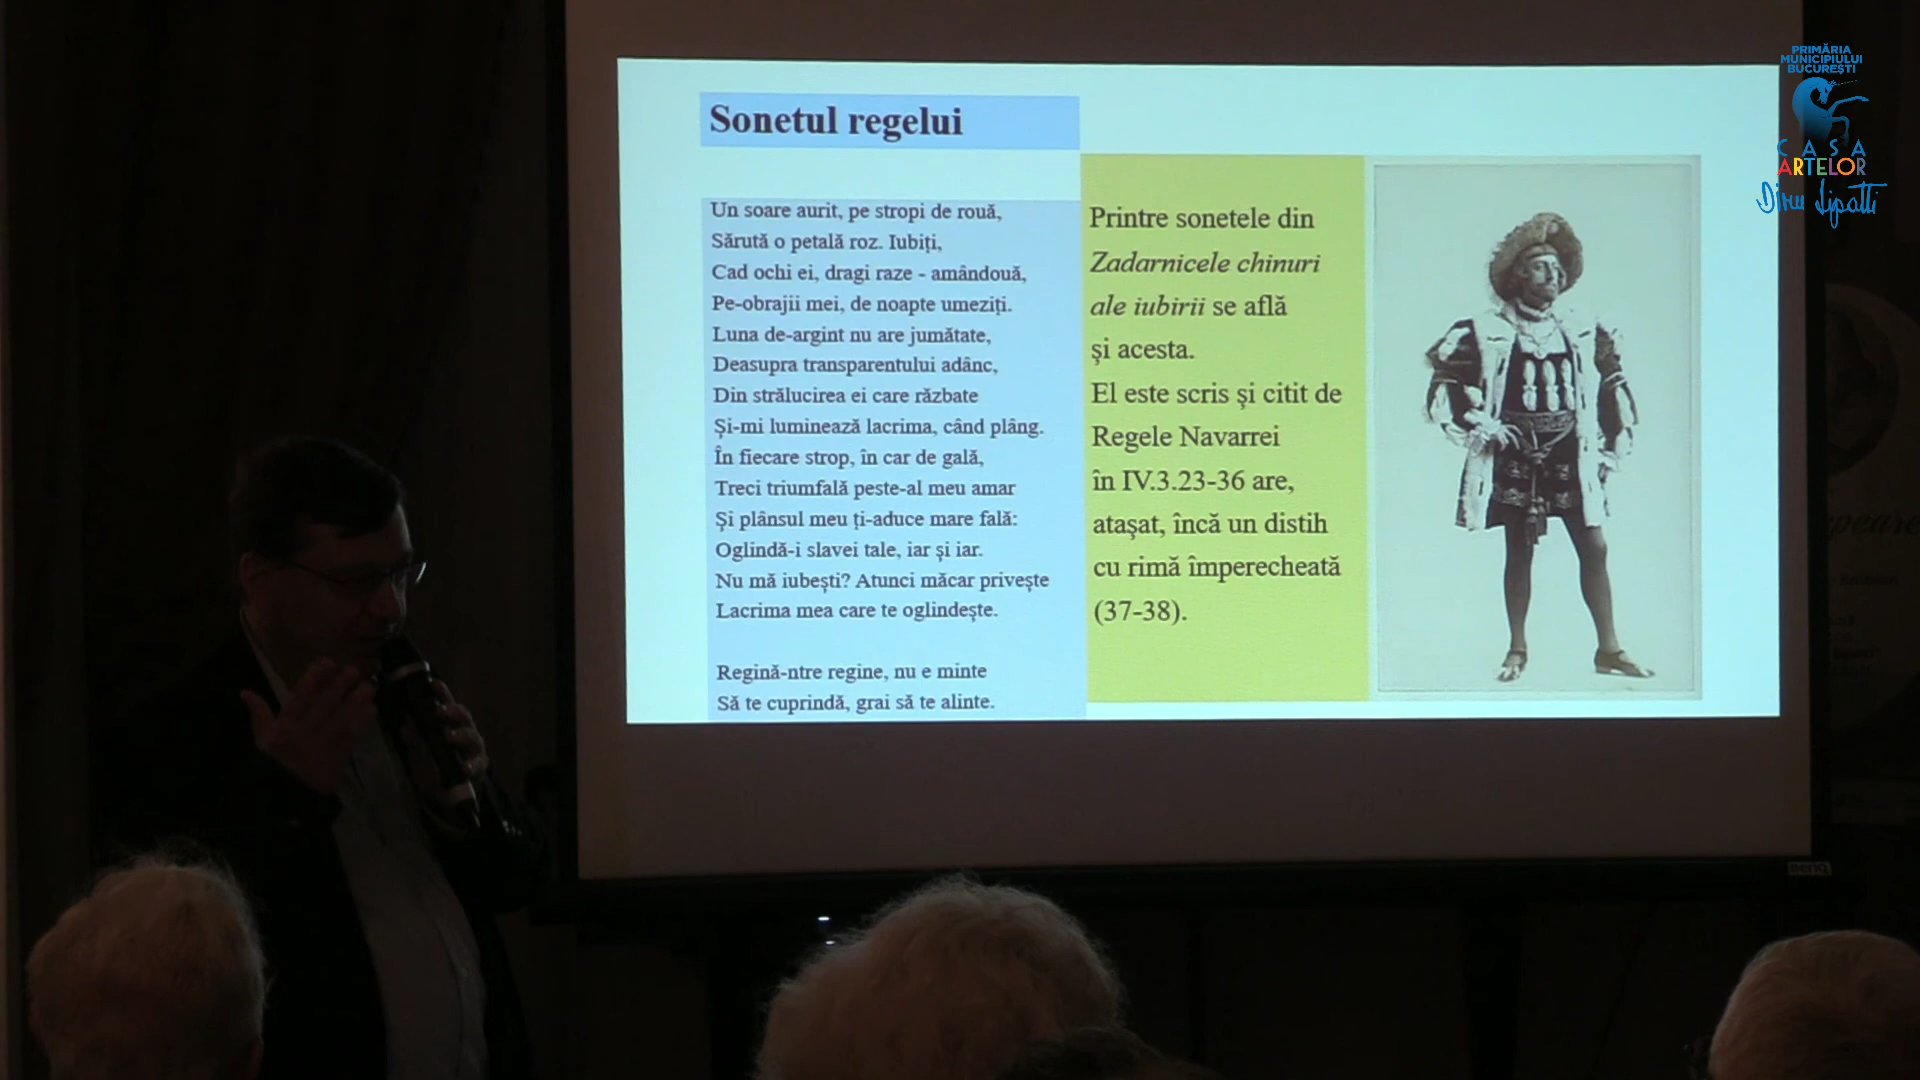 Sonetul regelui
Un soare aurit, pe stropi de rouă,
Sărută o petală roz. Iubiți,
Cad ochi ei, dragi raze - amândouă,
Pe-obrajii mei, de noapte umeziți.
Luna de-argint nu are jumătate,
Deasupra transparentului adânc,
Din strălucirea ei care răzbate
Și-mi luminează lacrima, când plâng.
În fiecare strop, în car de gală,
Treci triumfală peste-al meu amar
Și plânsul meu ți-aduce mare fală:
Oglindă-i slavei tale, iar și iar.
Nu mă iubești? Atunci măcar privește
Lacrima mea care te oglindește.
Regină-ntre regine, nu e minte
Să te cuprindă, grai să te alinte.
Printre sonetele din
Zadarnicele chinuri
ale iubirii se află
și acesta.
El este scris și citit de
Regele Navarrei
în IV.3.23-36 are,
atașat, încă un distih
cu rimă împerecheată
(37-38).
PRIMĂRIA
MUNICIPIULUI
BUCUREȘTI
CASA
ARTELOR
Dinu Lipatti